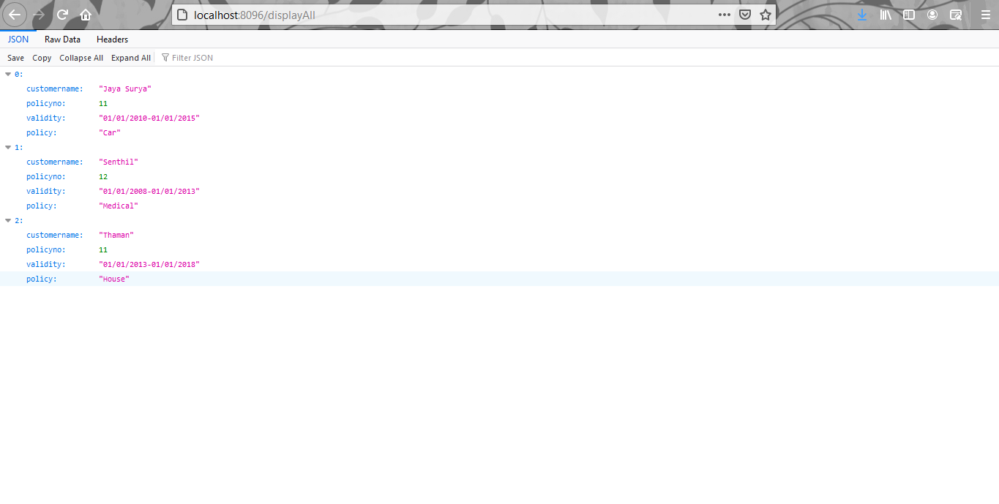 localhost:8096/displayAll
JSON Raw Data Headers
Save Copy Collapse All Expand All Filter JSON
0:
customername: "Jaya Surya"
policyno: 11
validity: "01/01/2010-01/01/2015"
policy: "Car"
1:
customername: "Senthil"
policyno: 12
validity: "01/01/2008-01/01/2013"
policy: "Medical"
2:
customername: "Thaman"
policyno: 11
validity: "01/01/2013-01/01/2018"
policy: "House"